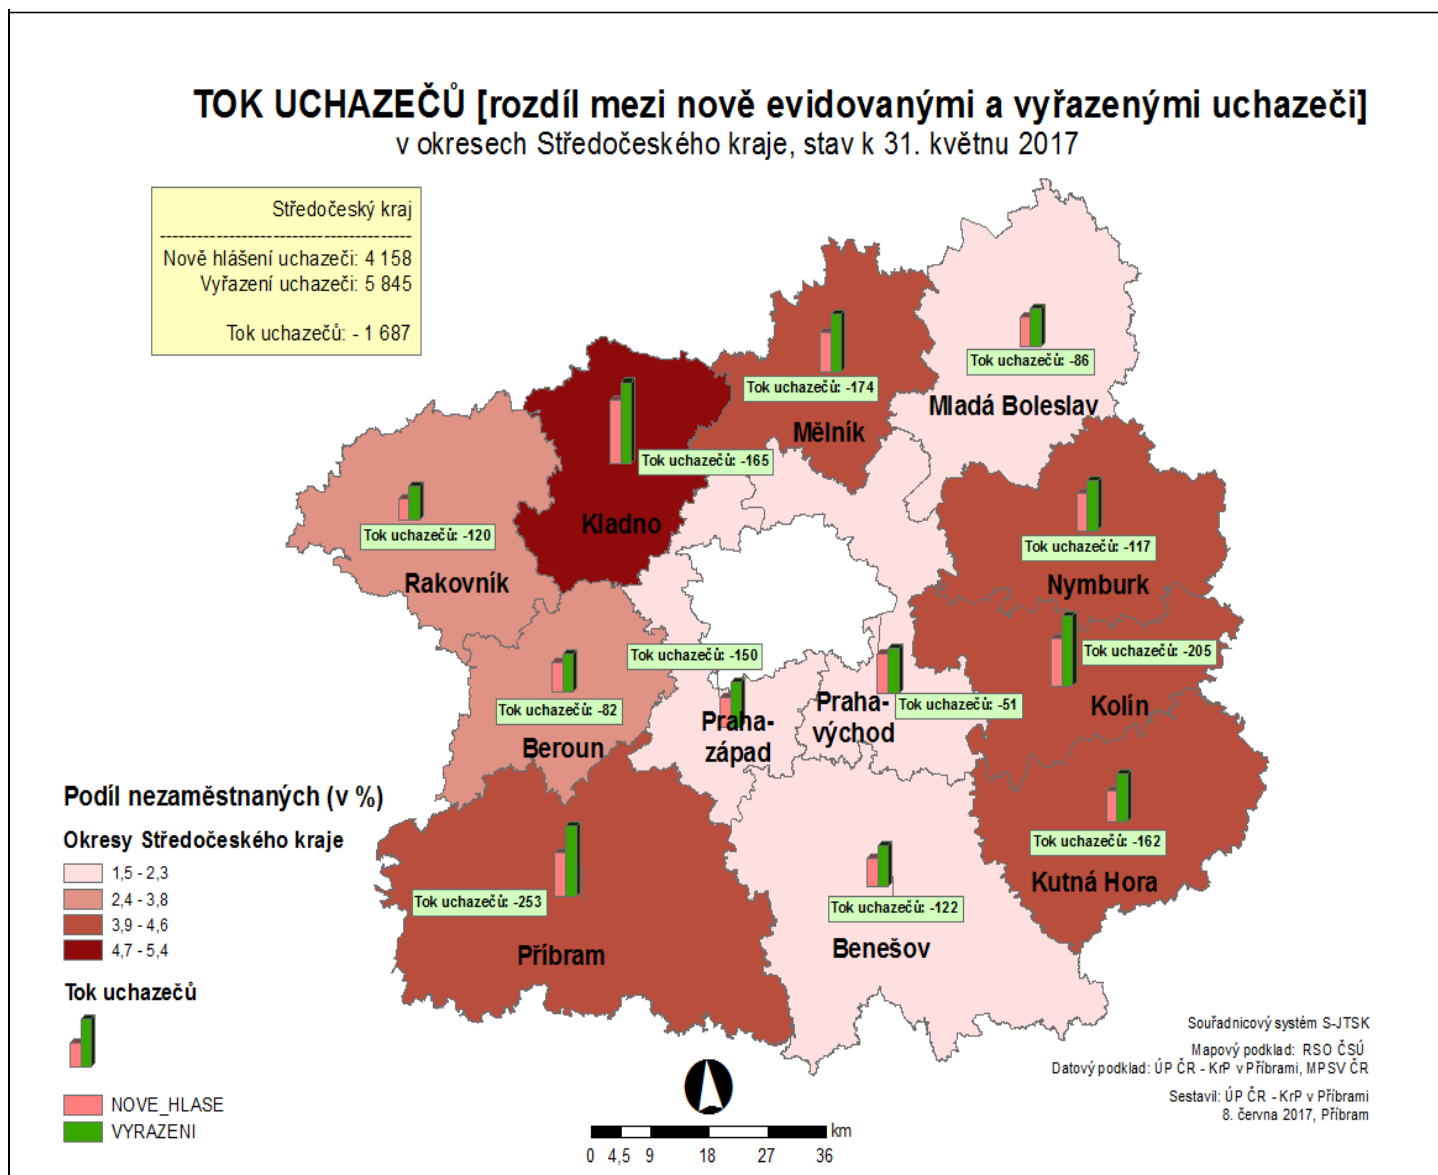 TOK UCHAZEČŮ [rozdíl mezi nově evidovanými a vyřazenými uchazeči]
v okresech Středočeského kraje, stav k 31. květnu 2017
Středočeský kraj
Nově hlášení uchazeči: 4 158
Vyřazení uchazeči: 5 845
Tok uchazečů: - 1 687
Tok uchazečů: -86
Mladá Boleslav
Tok uchazečů: -174
Mělník
Tok uchazečů: -165
Kladno
Tok uchazečů: -120
Rakovník
Tok uchazečů: -117
Nymburk
Tok uchazečů: -205
Kolín
Tok uchazečů: -150
Praha-
západ
Praha-
východ
Tok uchazečů: -51
Tok uchazečů: -82
Beroun
Tok uchazečů: -162
Kutná Hora
Tok uchazečů: -253
Příbram
Tok uchazečů: -122
Benešov
Podíl nezaměstnaných (v %)
Okresy Středočeského kraje
1,5 - 2,3
2,4 - 3,8
3,9 - 4,6
4,7 - 5,4
Tok uchazečů
NOVE_HLASE
VYRAZENI
km
0 4,5 9 18 27 36
Souřadnicový systém S-JTSK
Mapový podklad: RSO ČSÚ
Datový podklad: ÚP ČR - KrP v Příbrami, MPSV ČR
Sestavil: ÚP ČR - KrP v Příbrami
8. června 2017, Příbram